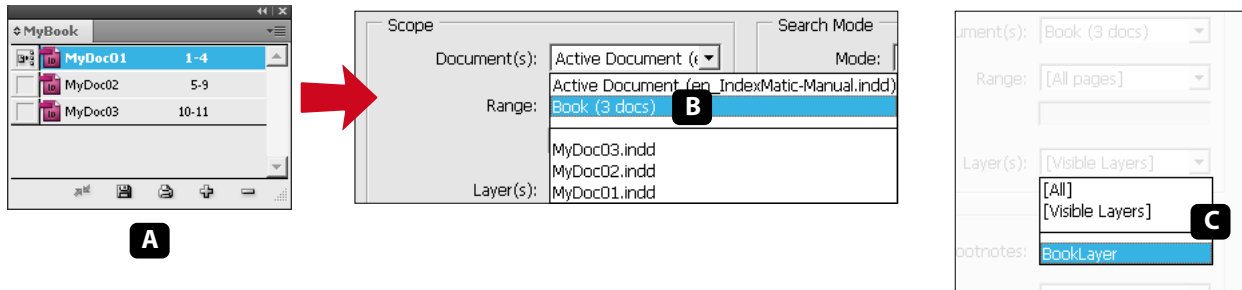 MyBook
MyDoc01 1-4
MyDoc02 5-9
MyDoc03 10-11
A
Scope
Search Mode
Document(s): Active Document (
Mode:
Active Document (en_IndexMatic-Manual.indd)
Range: Book (3 docs)
B
MyDoc03.indd
MyDoc02.indd
Layer(s): MyDoc01.indd
ument(s): Book (3 docs)
Range: [All pages]
Layer(s): [Visible Layers]
[All]
[Visible Layers]
C
ootnotes: BookLayer